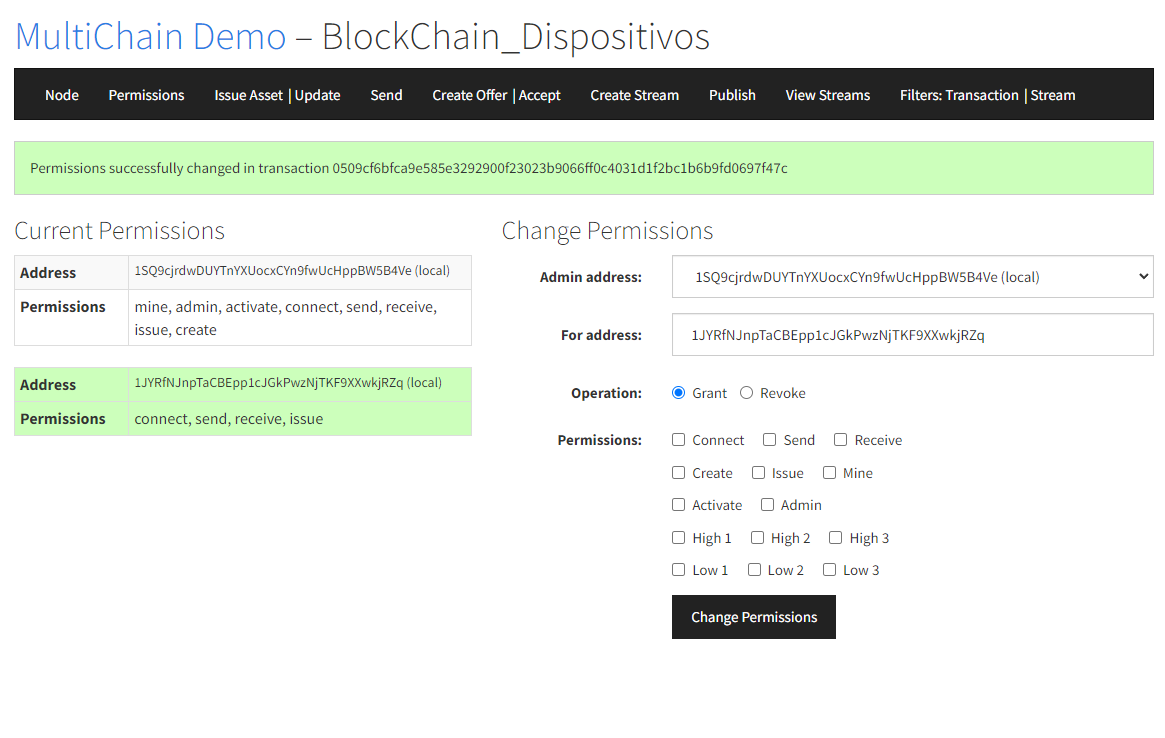 MultiChain Demo – BlockChain_Dispositivos
Node Permissions Issue Asset | Update Send Create Offer | Accept Create Stream Publish View Streams Filters: Transaction | Stream
Permissions successfully changed in transaction 0509cf6bfca9e585e3292900f23023b9066ff0c4031d1f2bc1b6b9fd0697f47c
Current Permissions
Address 1SQ9cjrdwDUYTnYXUocxCYn9fwUcHppBW5B4Ve (local)
Permissions mine, admin, activate, connect, send, receive,
issue, create
Address 1JYRfNJnpTaCBEpp1cJGkPwzNjTKF9XXwkjRZq (local)
Permissions connect, send, receive, issue
Change Permissions
Admin address: 1SQ9cjrdwDUYTnYXUocxCYn9fwUcHppBW5B4Ve (local)
For address: 1JYRfNJnpTaCBEpp1cJGkPwzNjTKF9XXwkjRZq
Operation: Grant Revoke
Permissions: Connect Send Receive
Create Issue Mine
Activate Admin
High 1 High 2 High 3
Low 1 Low 2 Low 3
Change Permissions